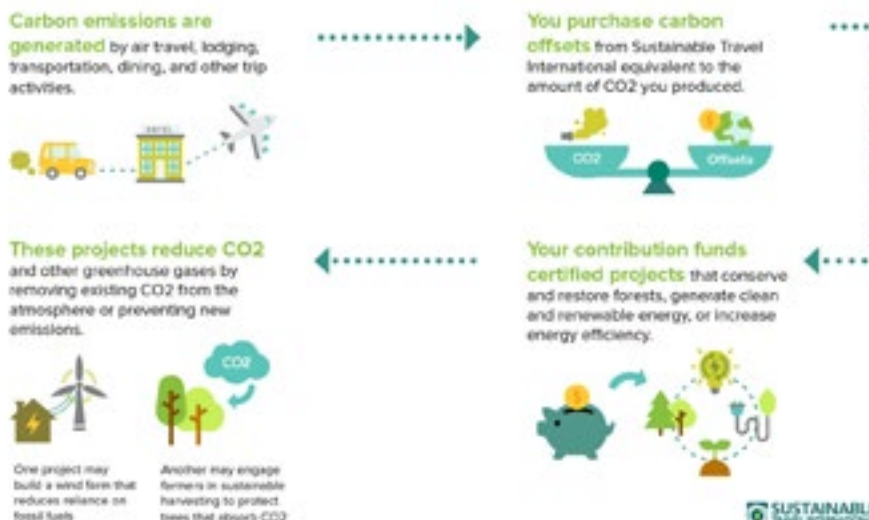 Carbon emissions are
generated by air travel, lodging,
transportation, dining, and other trip
activities.
HOTEL
You purchase carbon
offsets from Sustainable Travel
International equivalent to the
amount of CO2 you produced.
CO2
Offsets
Your contribution funds
certified projects that conserve
and restore forests, generate clean
and renewable energy, or increase
energy efficiency.
These projects reduce CO2
and other greenhouse gases by
removing existing CO2 from the
atmosphere or preventing new
emissions.
CO2
One project may
build a wind farm that
reduces reliance on
fossil fuels
Another may engage
farmers in sustainable
harvesting to protect
trees that absorb CO2
SUSTAINABLE
TRAVEL INTERNATIONAL